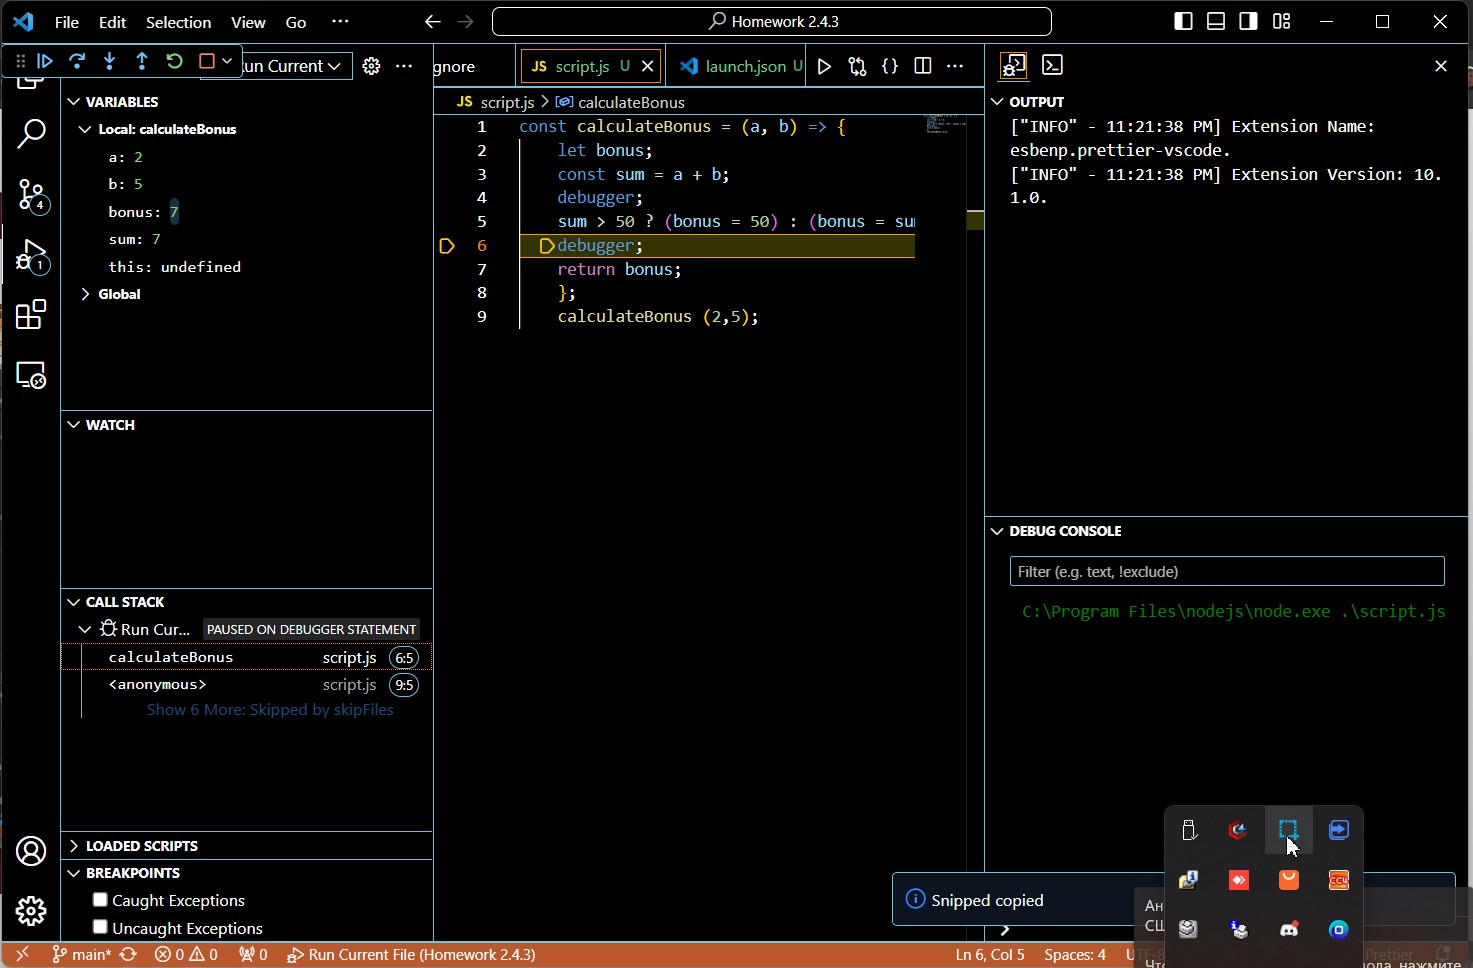 File Edit Selection View Go ···
Homework 2.4.3
un Current
VARIABLES
Local: calculateBonus
a: 2
b: 5
bonus: 7
sum: 7
this: undefined
Global
WATCH
CALL STACK
Run Cur... PAUSED ON DEBUGGER STATEMENT
calculateBonus script.js 6:5
<anonymous> script.js 9:5
Show 6 More: Skipped by skipFiles
LOADED SCRIPTS
BREAKPOINTS
Caught Exceptions
Uncaught Exceptions
4
1
gnore
JS script.js U
launch.json U
JS script.js > calculateBonus
1 const calculateBonus = (a, b) => {
2 let bonus;
3 const sum = a + b;
4 debugger;
5 sum > 50 ? (bonus = 50) : (bonus = su
6 debugger;
7 return bonus;
8 };
9 calculateBonus (2,5);
OUTPUT
["INFO" - 11:21:38 PM] Extension Name:
esbenp.prettier-vscode.
["INFO" - 11:21:38 PM] Extension Version: 10.
1.0.
DEBUG CONSOLE
Filter (e.g. text, !exclude)
C:\Program Files\nodejs\node.exe .\script.js
Snipped copied
Ан
СШ
main* 0 0 0 Run Current File (Homework 2.4.3)
Ln 6, Col 5 Spaces: 4
Prettier
нажмите